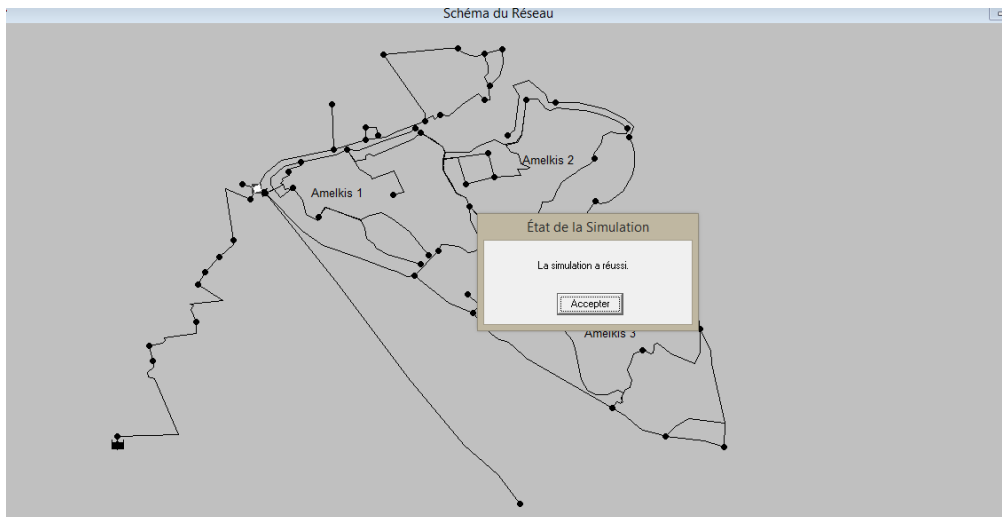 Schéma du Réseau
Amelkis 2
Amelkis 1
État de la Simulation
La simulation a réussi.
Accepter
Amelkis 3